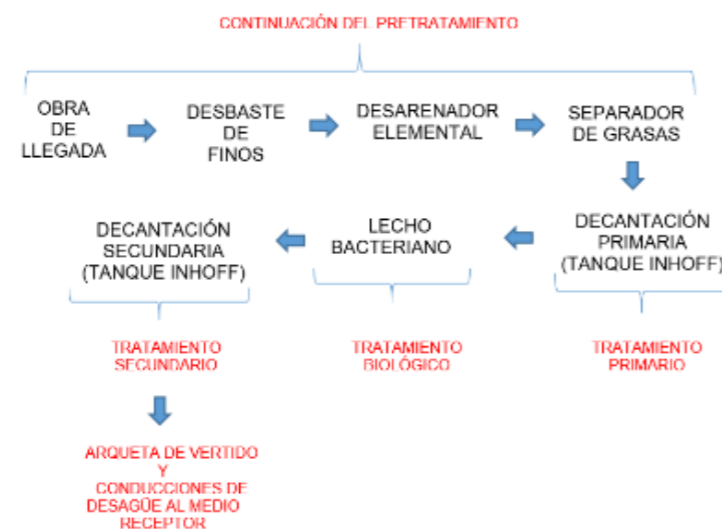 CONTINUACIÓN DEL PRETRATAMIENTO
OBRA
DE
LLEGADA
DESBASTE
DE
FINOS
DESARENADOR
ELEMENTAL
SEPARADOR
DE GRASAS
DECANTACIÓN
PRIMARIA
(TANQUE INHOFF)
LECHO
BACTERIANO
DECANTACIÓN
SECUNDARIA
(TANQUE INHOFF)
TRATAMIENTO
PRIMARIO
TRATAMIENTO
BIOLÓGICO
TRATAMIENTO
SECUNDARIO
ARQUETA DE VERTIDO
Y
CONDUCCIONES DE
DESAGÜE AL MEDIO
RECEPTOR